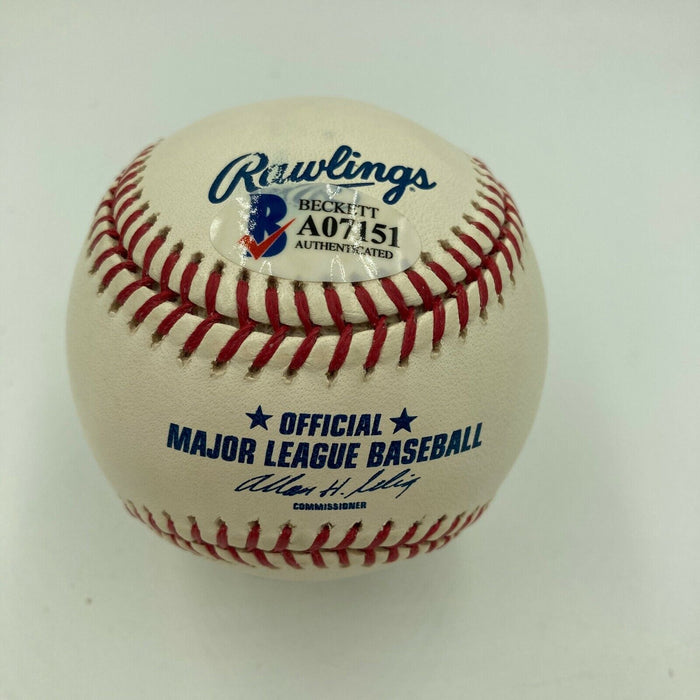 Rawlings
BECKETT
A07151
AUTHENTICATED
OFFICIAL
MAJOR LEAGUE BASEBALL
Allan H. Selig
COMMISSIONER